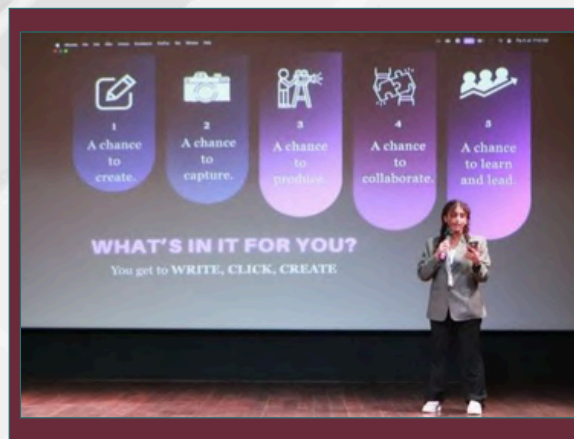 1
A chance
to
create.
2
A chance
to
capture.
3
A chance
to
produce.
4
A chance
to
collaborate.
5
A chance
to learn
and lead.
WHAT'S IN IT FOR YOU?
You get to WRITE, CLICK, CREATE